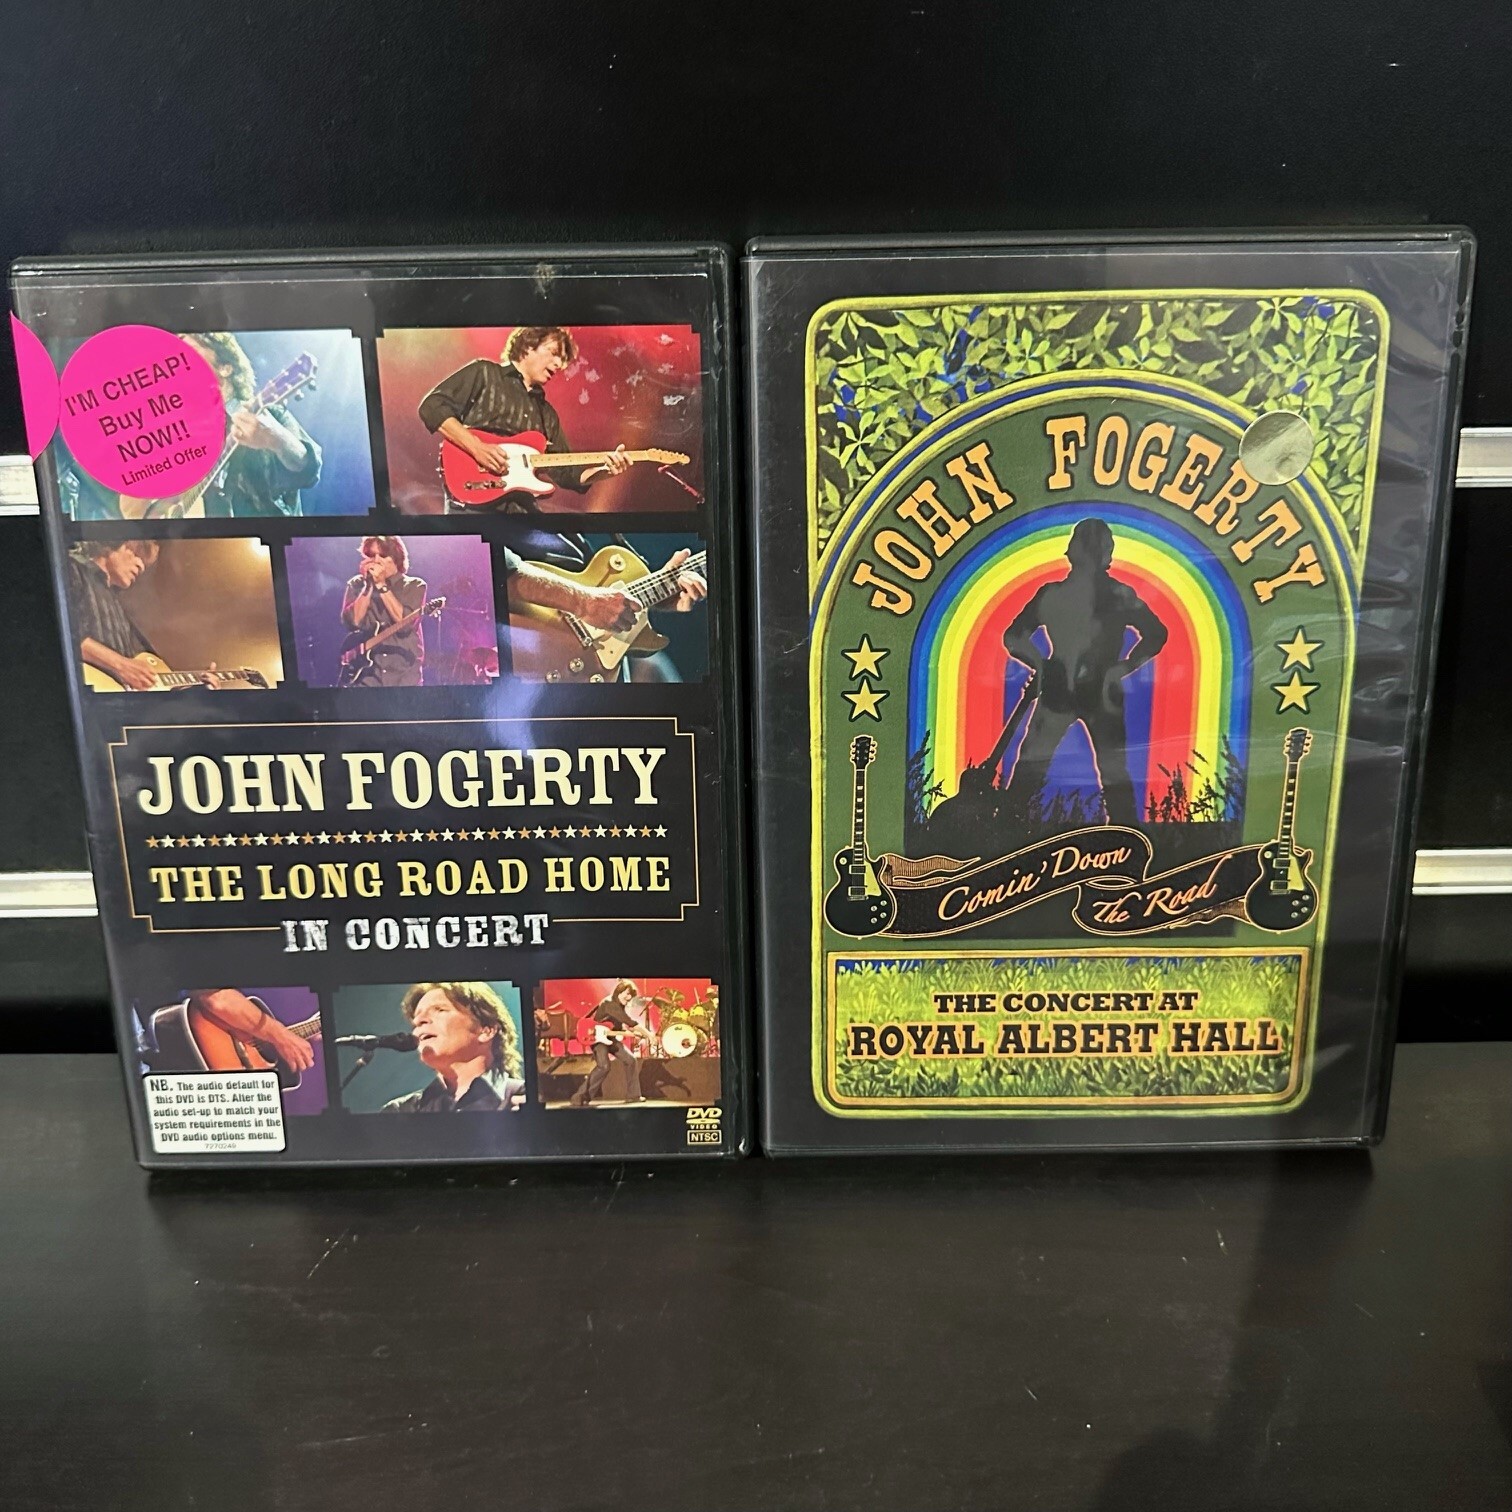 I'M CHEAP!
Buy Me
NOW!!
Limited Offer
JOHN FOGERTY
THE LONG ROAD HOME
IN CONCERT
NB. The audio default for
this DVD is DTS. Alter the
audio set-up to match your
system requirements in the
DVD audio options menu.
7270249
DVD
VIDEO
NTSC
JOHN FOGERTY
Comin' Down
The Road
THE CONCERT AT
ROYAL ALBERT HALL